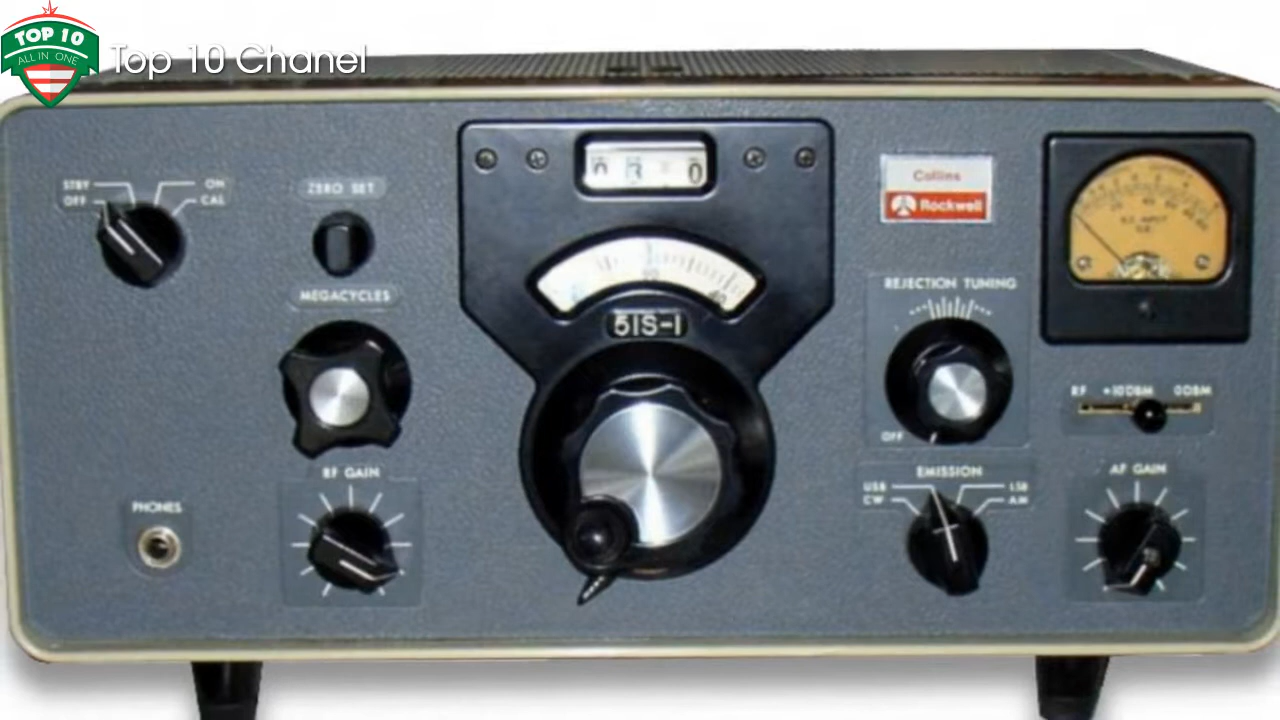 TOP 10
ALL IN ONE
Top 10 Chanel
STBY
OFF
ON
CAL
ZERO SET
MEGACYCLES
RF GAIN
PHONES
51S-1
Collins
Rockwell
REJECTION TUNING
OFF
RF +10DBM 0DBM
EMISSION
USB
CW
LSB
AM
AF GAIN